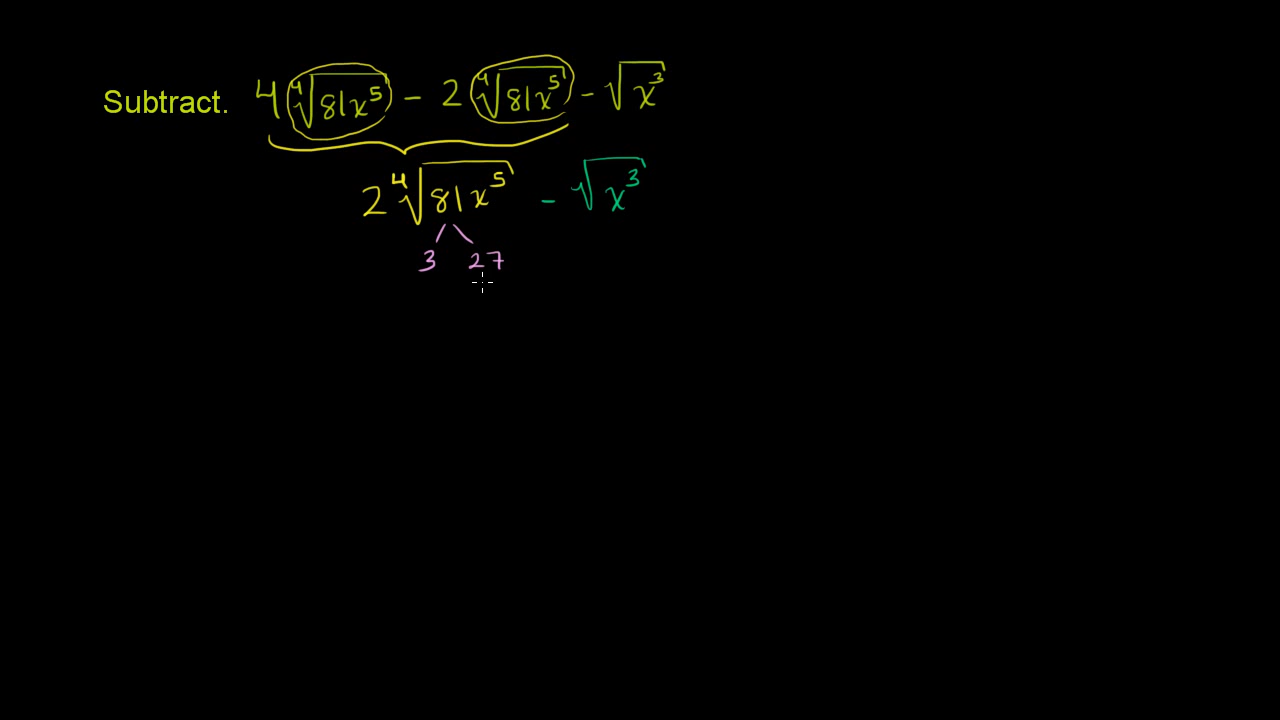 Subtract. 4∜81x⁵ - 2∜81x⁵ - √x³
2∜81x⁵ - √x³
3 27